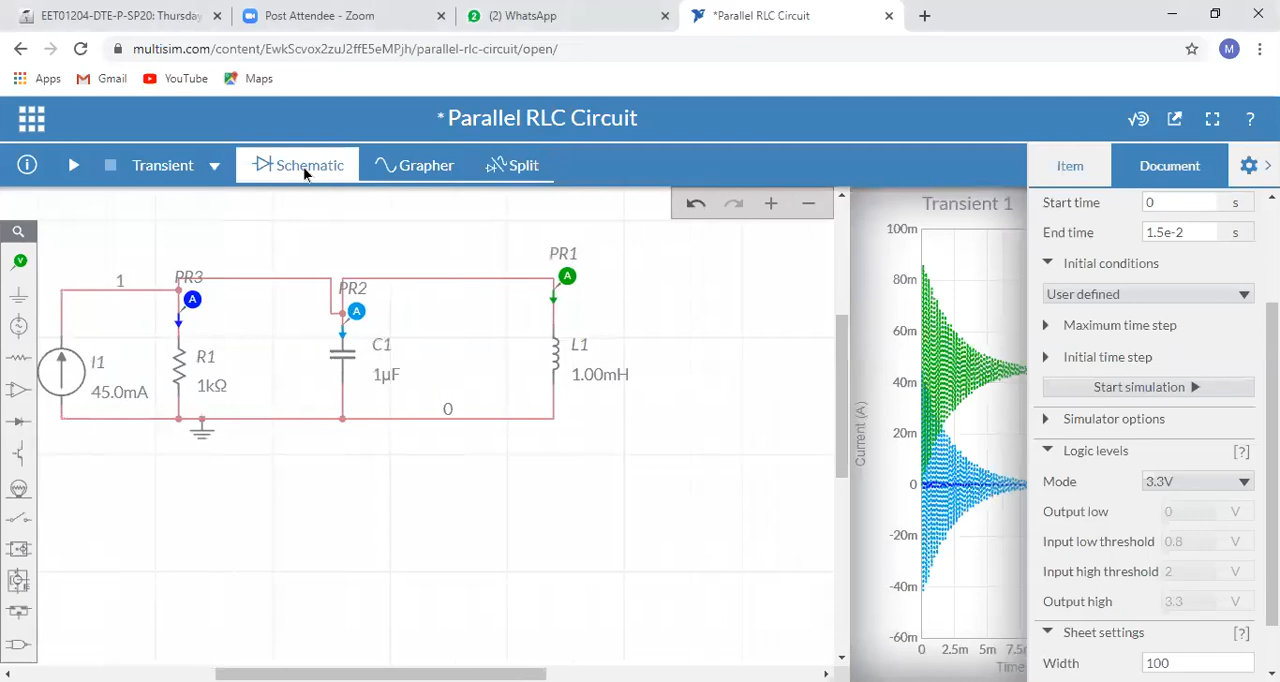 EET01204-DTE-P-SP20: Thursday
Post Attendee - Zoom
2
(2) WhatsApp
*Parallel RLC Circuit
multisim.com/content/EwkScvox2zuJ2ffE5eMPjh/parallel-rlc-circuit/open/
M
Apps
Gmail
YouTube
Maps
* Parallel RLC Circuit
?
Transient
Schematic
Grapher
Split
Item
Document
Start time
0
s
End time
1.5e-2
s
Initial conditions
User defined
Maximum time step
Initial time step
Start simulation
Simulator options
Logic levels
[?]
Mode
3.3V
Output low
0
V
Input low threshold
0.8
V
Input high threshold
2
V
Output high
3.3
V
Sheet settings
[?]
Width
100
V
1
PR3
A
PR2
A
PR1
A
I1
45.0mA
R1
1kΩ
C1
1µF
L1
1.00mH
0
Transient 1
Current (A)
100m
80m
60m
40m
20m
0
-20m
-40m
-60m
0
2.5m
5m
7.5
Time